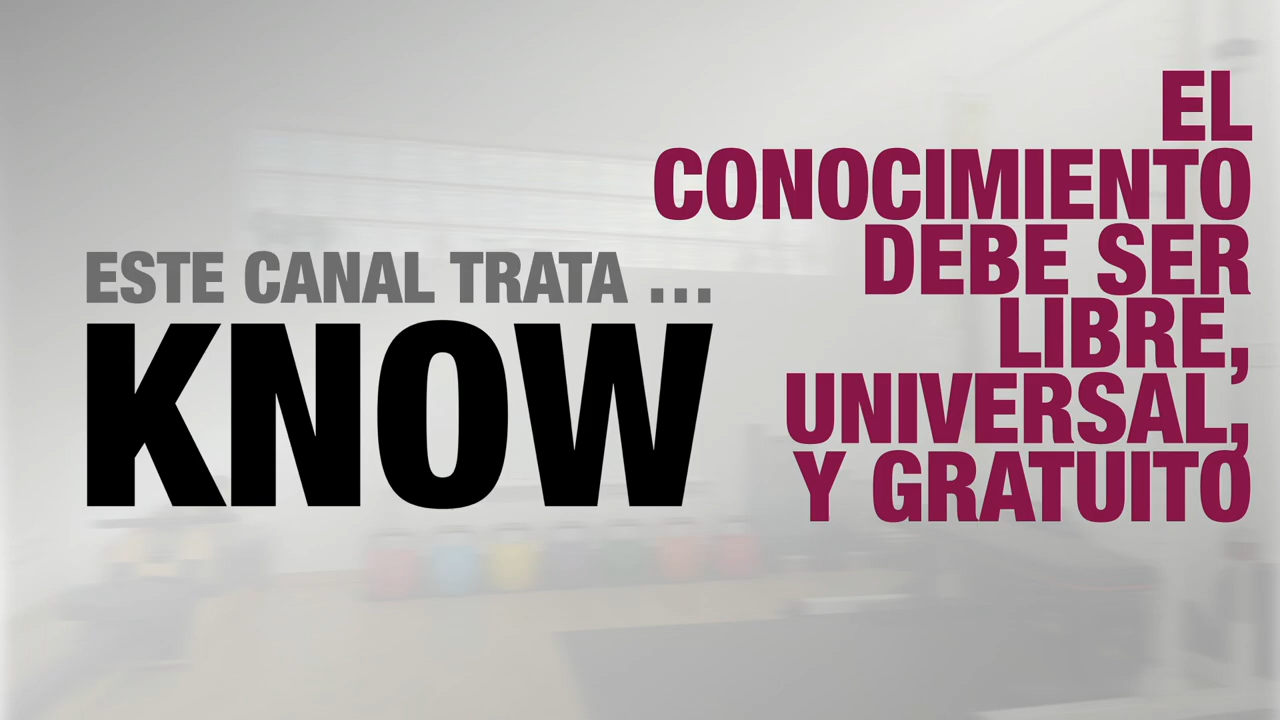 ESTE CANAL TRATA ...
KNOW
EL
CONOCIMIENTO
DEBE SER
LIBRE,
UNIVERSAL,
Y GRATUITO